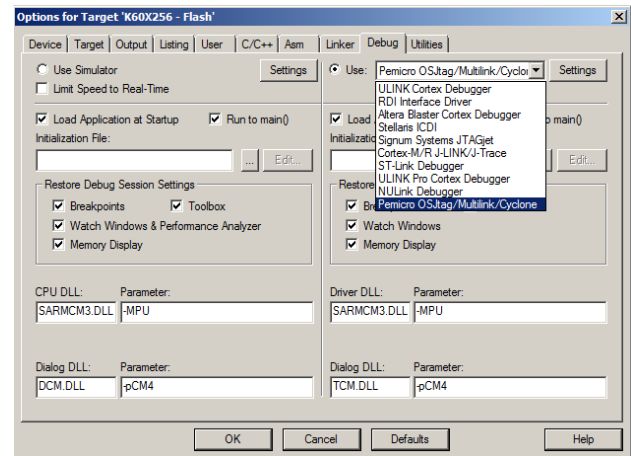 Options for Target 'K60X256 - Flash'
Device Target Output Listing User C/C++ Asm Linker Debug Utilities
Use Simulator Settings
Limit Speed to Real-Time
Load Application at Startup Run to main()
Initialization File:
... Edit...
Restore Debug Session Settings
Breakpoints Toolbox
Watch Windows & Performance Analyzer
Memory Display
CPU DLL: Parameter:
SARMCM3.DLL -MPU
Dialog DLL: Parameter:
DCM.DLL -pCM4
Use: Pemicro OSJtag/Multilink/Cyclo Settings
ULINK Cortex Debugger
RDI Interface Driver
Altera Blaster Cortex Debugger
Stellaris ICDI
Signum Systems JTAGjet
Cortex-M/R J-LINK/J-Trace
ST-Link Debugger
ULINK Pro Cortex Debugger
NULink Debugger
Pemicro OSJtag/Multilink/Cyclone
Load main()
Initializatio
Edit...
Restore
Br
Watch Windows
Memory Display
Driver DLL: Parameter:
SARMCM3.DLL -MPU
Dialog DLL: Parameter:
TCM.DLL -pCM4
OK Cancel Defaults Help